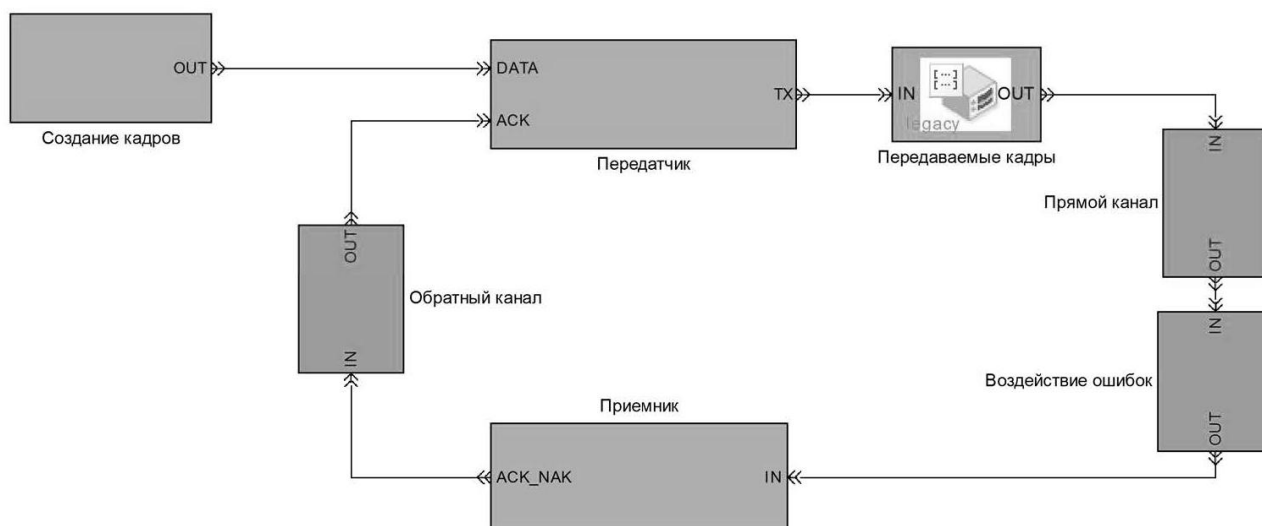 OUT
DATA
ACK
TX
IN
OUT
legacy
Создание кадров
Передатчик
Передаваемые кадры
IN
Прямой канал
OUT
OUT
Обратный канал
IN
IN
Воздействие ошибок
OUT
Приемник
ACK_NAK
IN